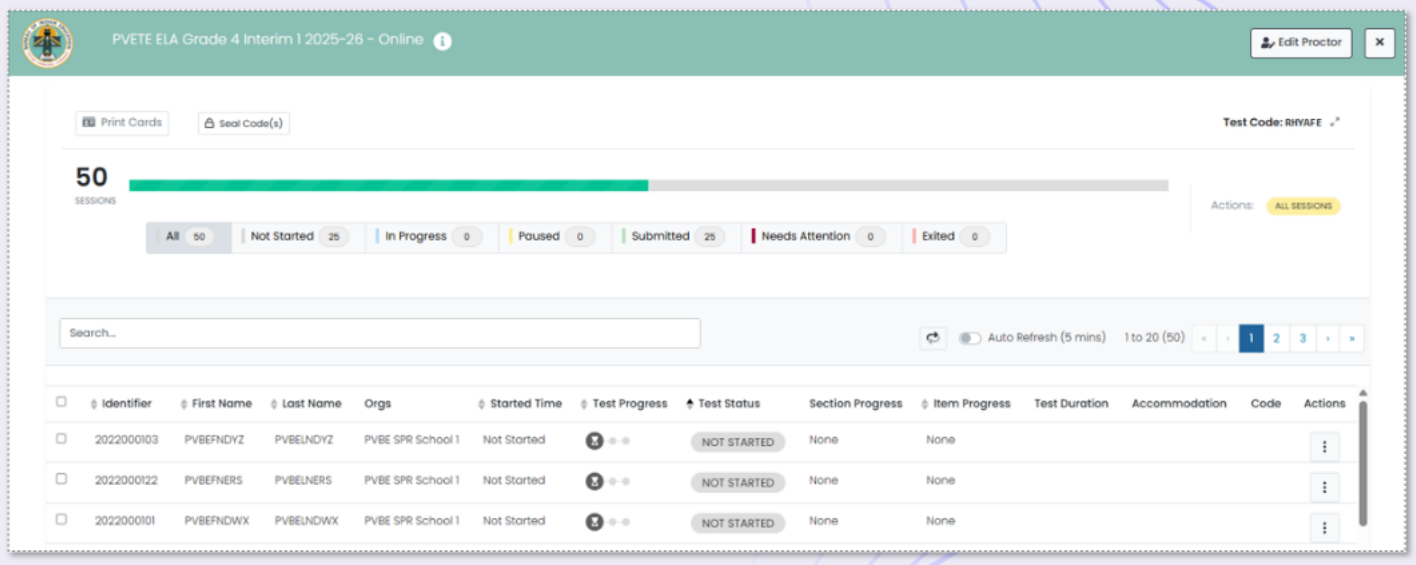 PVETE ELA Grade 4 Interim 1 2025-26 - Online
Edit Proctor
Print Cards
Seal Code(s)
Test Code: RHYAFE
50
SESSIONS
Actions: ALL SESSIONS
All 50 Not Started 25 In Progress 0 Paused 0 Submitted 25 Needs Attention 0 Exited 0
Search...
Auto Refresh (5 mins) 1 to 20 (50) « ‹ 1 2 3 › »
Identifier First Name Last Name Orgs Started Time Test Progress Test Status Section Progress Item Progress Test Duration Accommodation Code Actions
2022000103 PVBEFNDYZ PVBELNDYZ PVBE SPR School 1 Not Started NOT STARTED None None
2022000122 PVBEFNERS PVBELNERS PVBE SPR School 1 Not Started NOT STARTED None None
2022000101 PVBEFNDWX PVBELNDWX PVBE SPR School 1 Not Started NOT STARTED None None